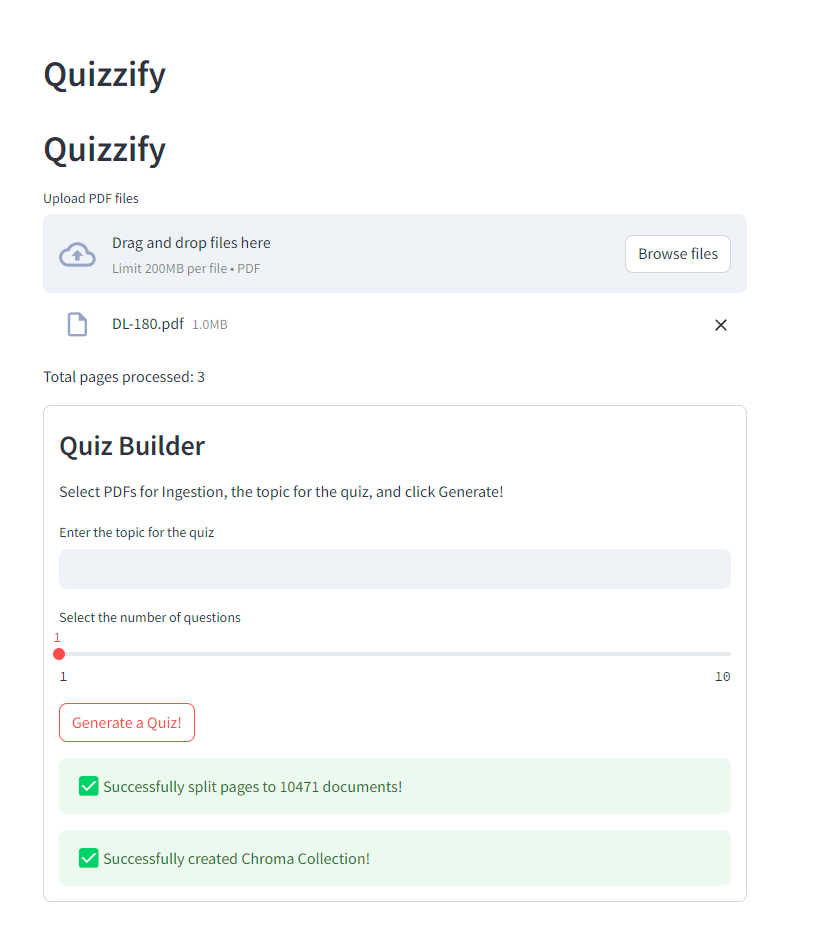 Quizzify
Quizzify
Upload PDF files
Drag and drop files here
Limit 200MB per file • PDF
Browse files
DL-180.pdf 1.0MB
Total pages processed: 3
Quiz Builder
Select PDFs for Ingestion, the topic for the quiz, and click Generate!
Enter the topic for the quiz
Select the number of questions
1
1 10
Generate a Quiz!
✅ Successfully split pages to 10471 documents!
✅ Successfully created Chroma Collection!